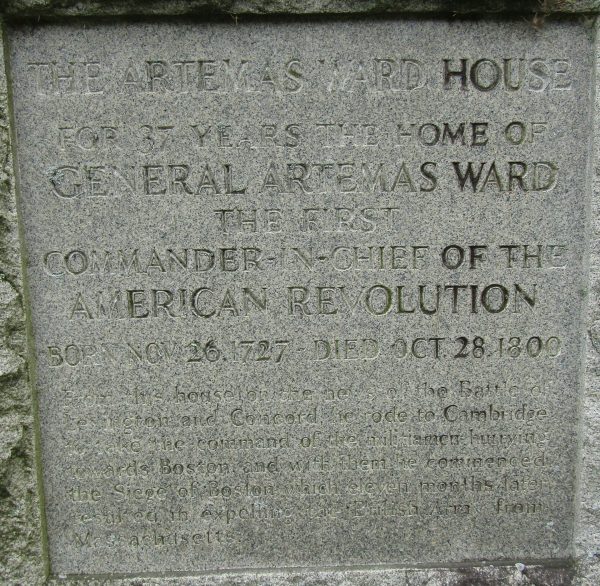 THE ARTEMAS WARD HOUSE
FOR 37 YEARS THE HOME OF
GENERAL ARTEMAS WARD
THE FIRST
COMMANDER-IN-CHIEF OF THE
AMERICAN REVOLUTION
BORN NOV. 26. 1727 - DIED OCT. 28. 1800
From this house on the news of the Battle of
Lexington and Concord, he rode to Cambridge
to take the command of the militiamen hurrying
towards Boston and with them he commenced
the Siege of Boston which eleven months later
resulted in expelling the British Army from
Massachusetts.